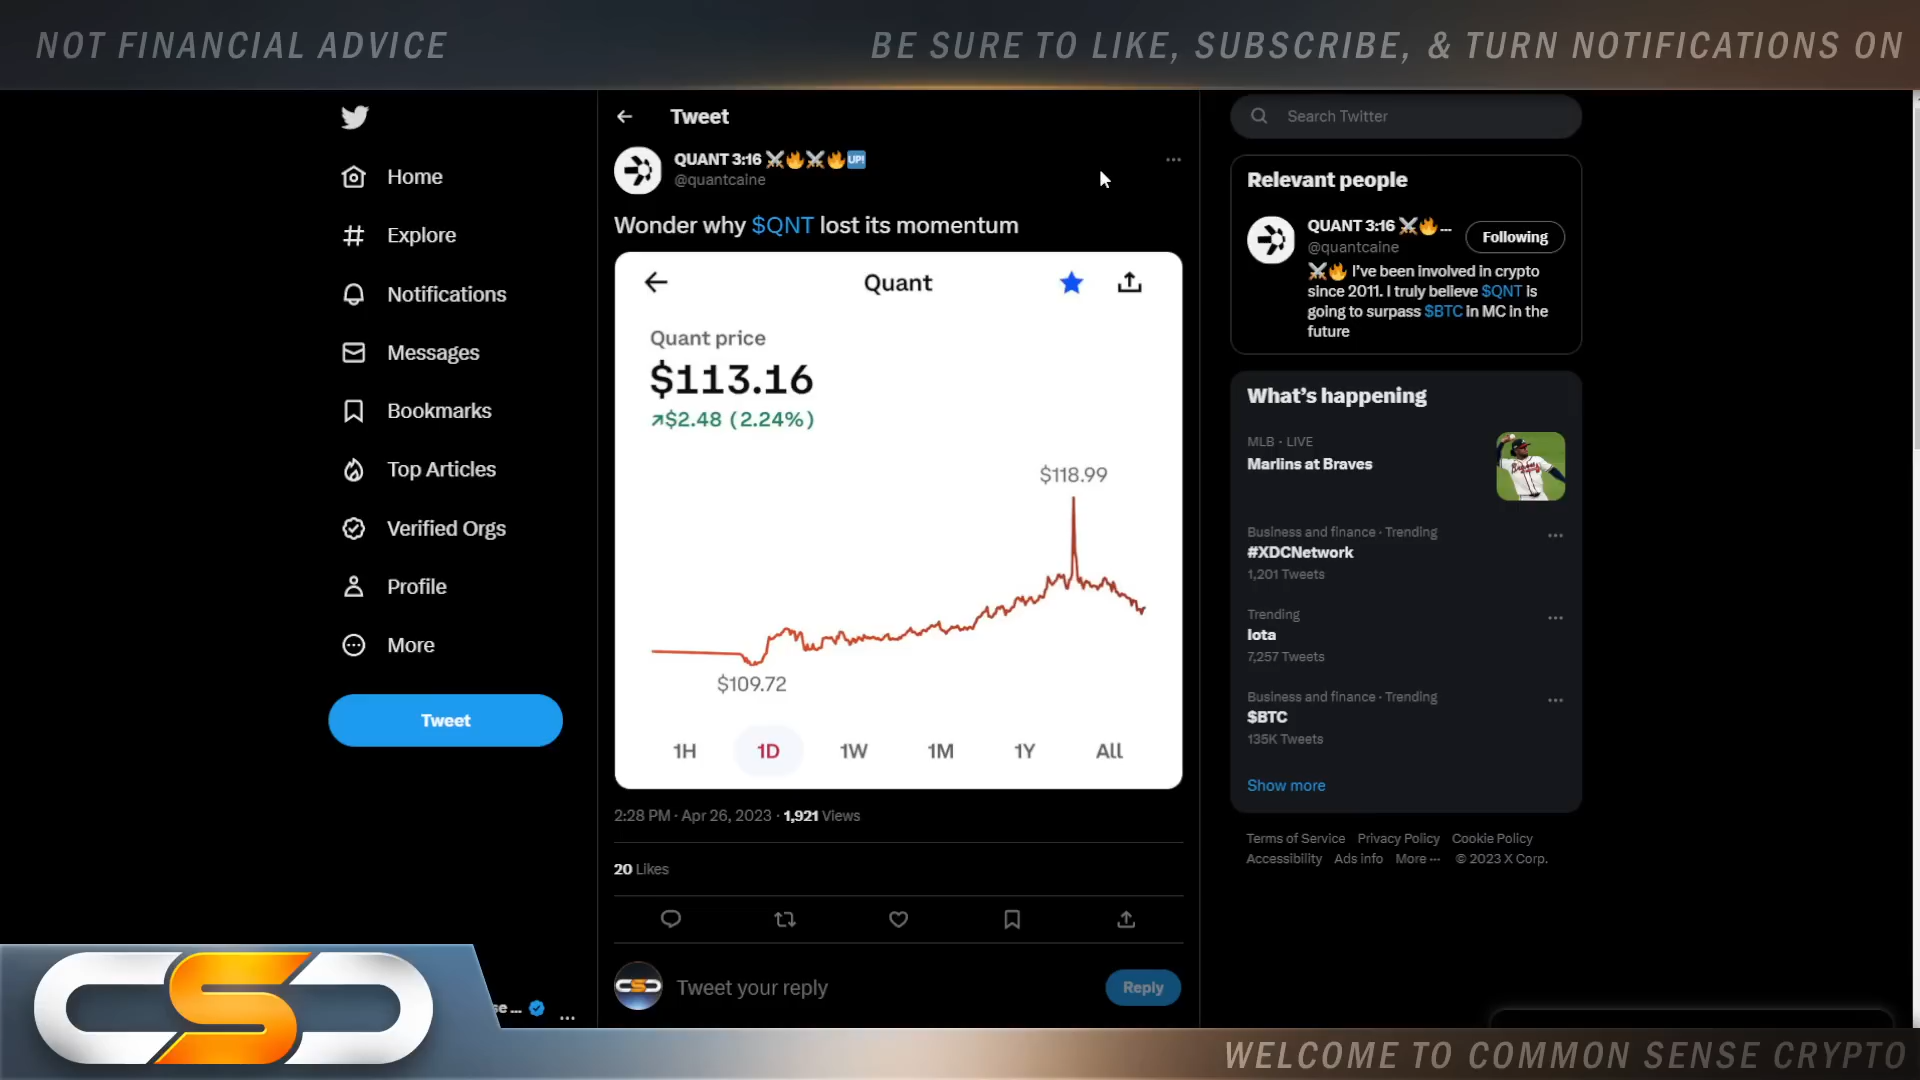 NOT FINANCIAL ADVICE
BE SURE TO LIKE, SUBSCRIBE, & TURN NOTIFICATIONS ON
Home
Explore
Notifications
Messages
Bookmarks
Top Articles
Verified Orgs
Profile
More
Tweet
Tweet
QUANT 3:16 ⚔️🔥⚔️🔥🆙
@quantcaine
Wonder why $QNT lost its momentum
Quant
Quant price
$113.16
↗$2.48 (2.24%)
$118.99
$109.72
1H 1D 1W 1M 1Y All
2:28 PM · Apr 26, 2023 · 1,921 Views
20 Likes
Tweet your reply
Reply
Search Twitter
Relevant people
QUANT 3:16 ⚔️🔥...
@quantcaine
Following
⚔️🔥 I've been involved in crypto
since 2011. I truly believe $QNT is
going to surpass $BTC in MC in the
future
What's happening
MLB · LIVE
Marlins at Braves
Business and finance · Trending
#XDCNetwork
1,201 Tweets
Trending
Iota
7,257 Tweets
Business and finance · Trending
$BTC
135K Tweets
Show more
Terms of Service Privacy Policy Cookie Policy
Accessibility Ads info More ··· © 2023 X Corp.
CSC
se ...
WELCOME TO COMMON SENSE CRYPTO